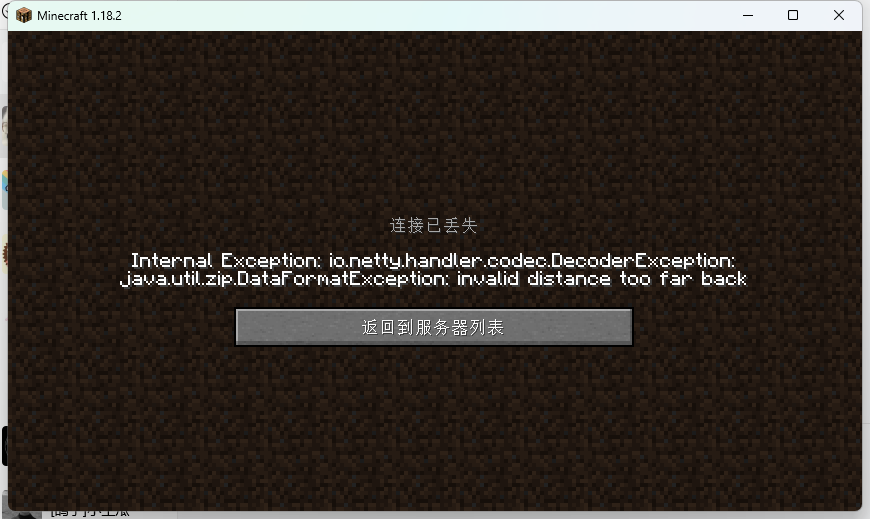 Minecraft 1.18.2
连接已丢失
Internal Exception: io.netty.handler.codec.DecoderException:
java.util.zip.DataFormatException: invalid distance too far back
返回到服务器列表